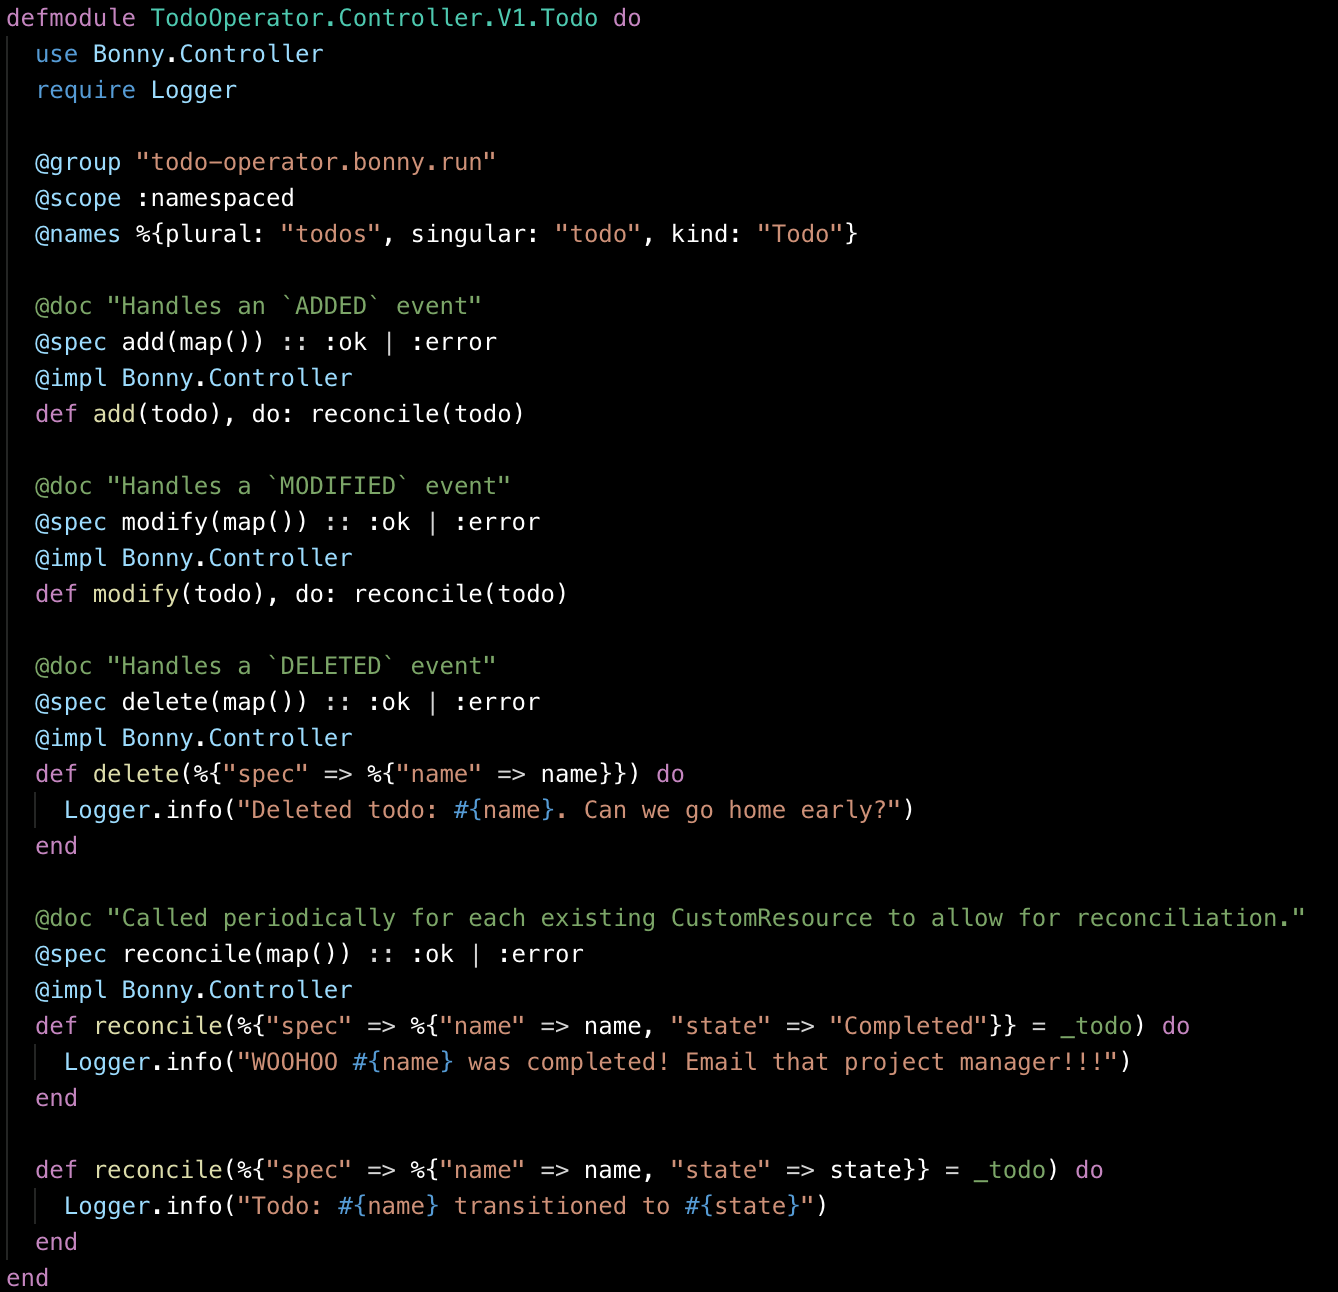 defmodule TodoOperator.Controller.V1.Todo do
  use Bonny.Controller
  require Logger

  @group "todo-operator.bonny.run"
  @scope :namespaced
  @names %{plural: "todos", singular: "todo", kind: "Todo"}

  @doc "Handles an `ADDED` event"
  @spec add(map()) :: :ok | :error
  @impl Bonny.Controller
  def add(todo), do: reconcile(todo)

  @doc "Handles a `MODIFIED` event"
  @spec modify(map()) :: :ok | :error
  @impl Bonny.Controller
  def modify(todo), do: reconcile(todo)

  @doc "Handles a `DELETED` event"
  @spec delete(map()) :: :ok | :error
  @impl Bonny.Controller
  def delete(%{"spec" => %{"name" => name}}) do
    Logger.info("Deleted todo: #{name}. Can we go home early?")
  end

  @doc "Called periodically for each existing CustomResource to allow for reconciliation."
  @spec reconcile(map()) :: :ok | :error
  @impl Bonny.Controller
  def reconcile(%{"spec" => %{"name" => name, "state" => "Completed"}} = _todo) do
    Logger.info("WOOHOO #{name} was completed! Email that project manager!!!")
  end

  def reconcile(%{"spec" => %{"name" => name, "state" => state}} = _todo) do
    Logger.info("Todo: #{name} transitioned to #{state}")
  end
end